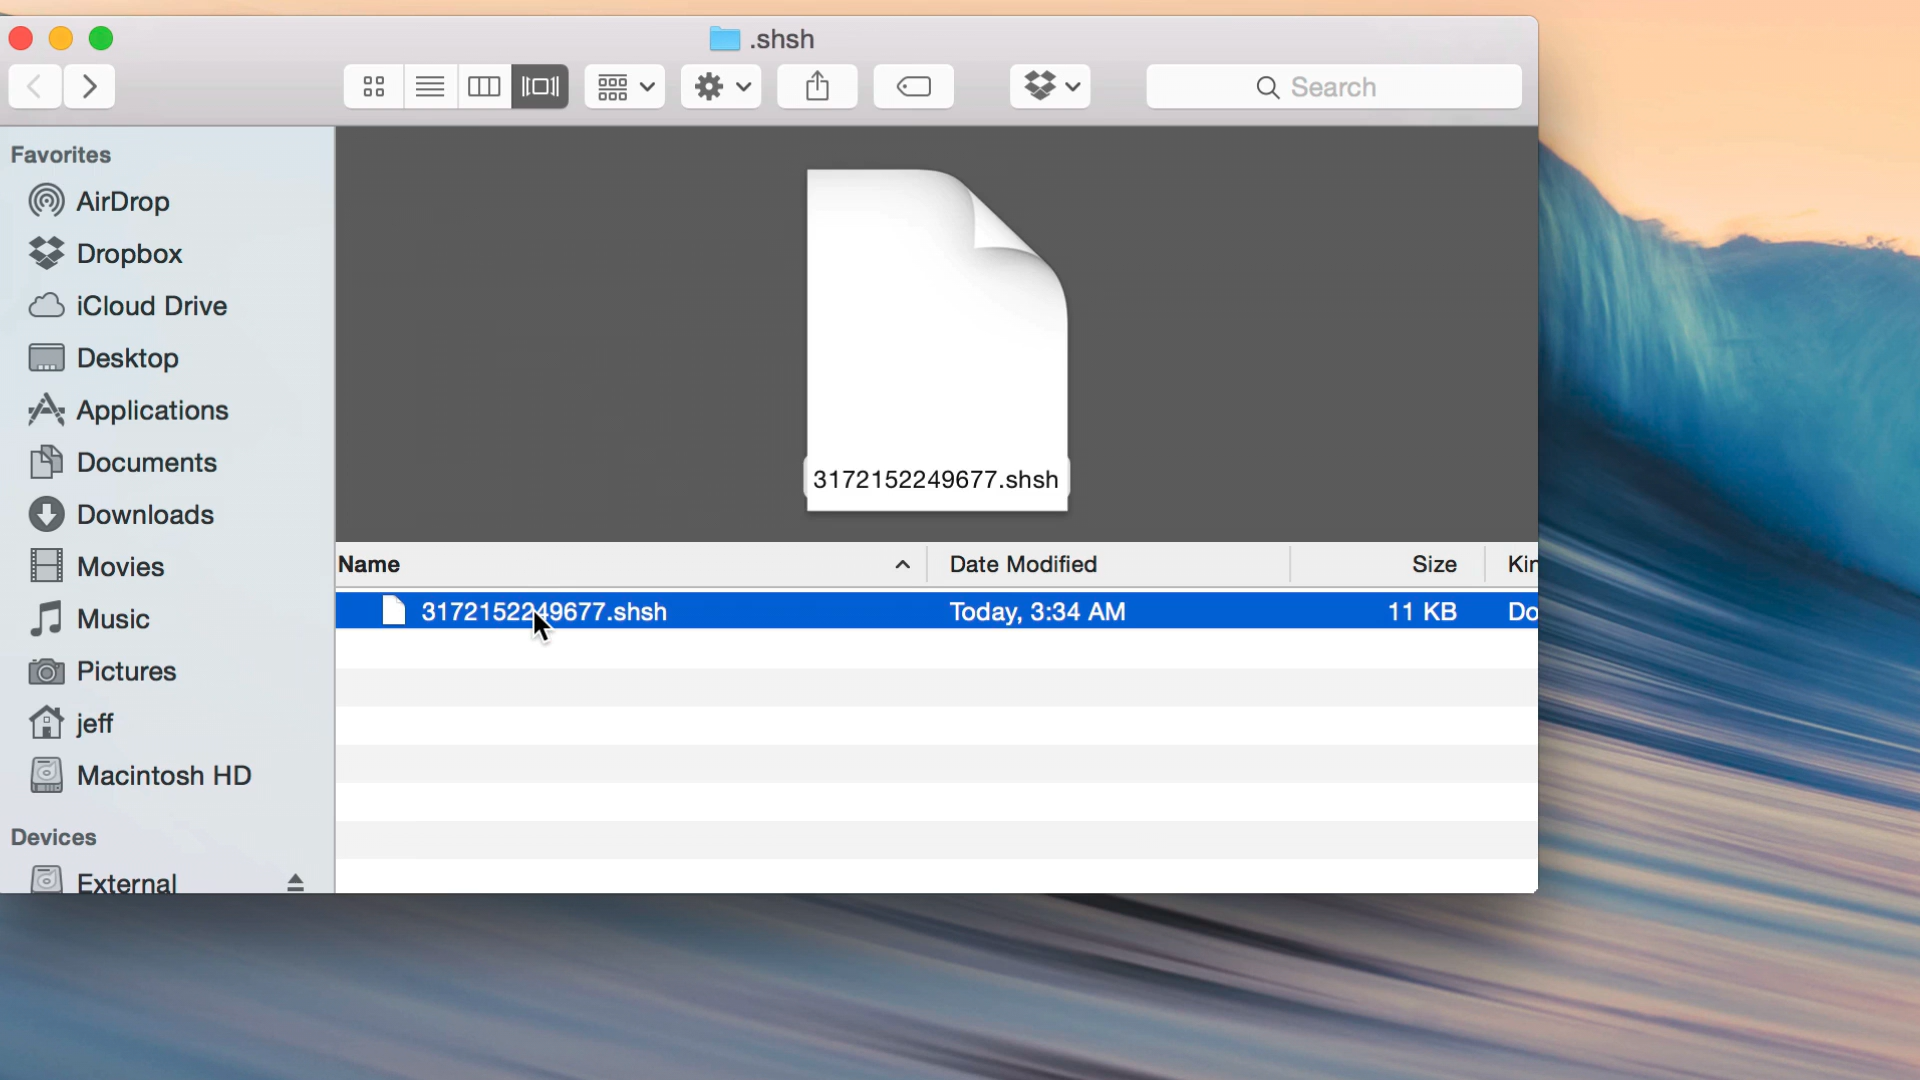 .shsh
Search
Favorites
AirDrop
Dropbox
iCloud Drive
Desktop
Applications
Documents
Downloads
Movies
Music
Pictures
jeff
Macintosh HD
Devices
External
3172152249677.shsh
Name Date Modified Size Kin
3172152249677.shsh Today, 3:34 AM 11 KB Do